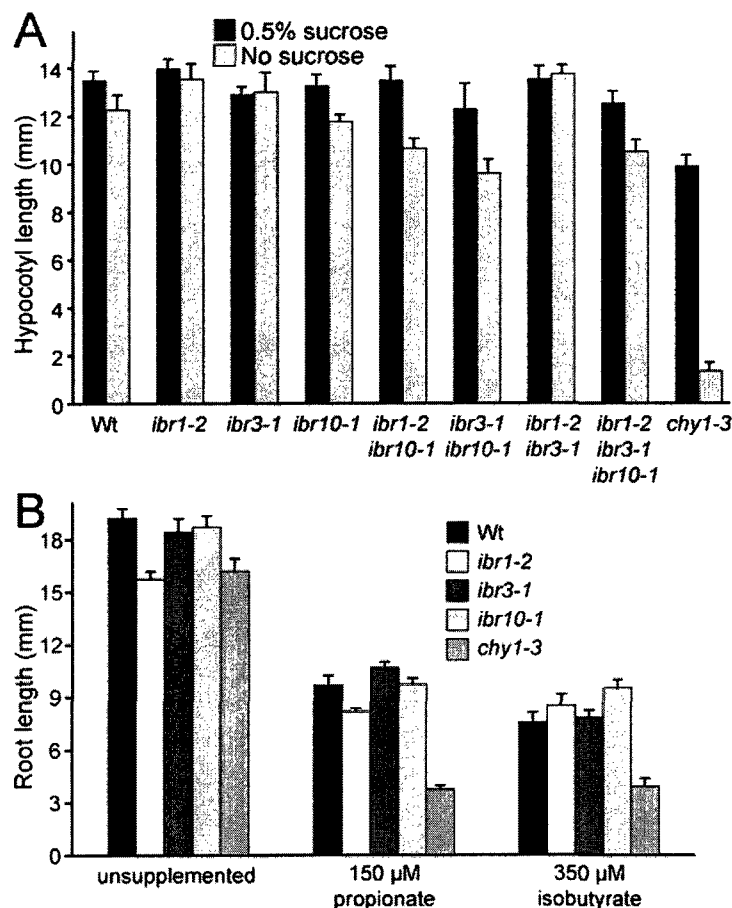 A
0.5% sucrose
No sucrose
Hypocotyl length (mm)
14
12
10
8
6
4
2
0
Wt
ibr1-2
ibr3-1
ibr10-1
ibr1-2
ibr10-1
ibr3-1
ibr10-1
ibr1-2
ibr3-1
ibr1-2
ibr3-1
ibr10-1
chy1-3
B
Wt
ibr1-2
ibr3-1
ibr10-1
chy1-3
Root length (mm)
18
15
12
9
6
3
0
unsupplemented
150 µM
propionate
350 µM
isobutyrate